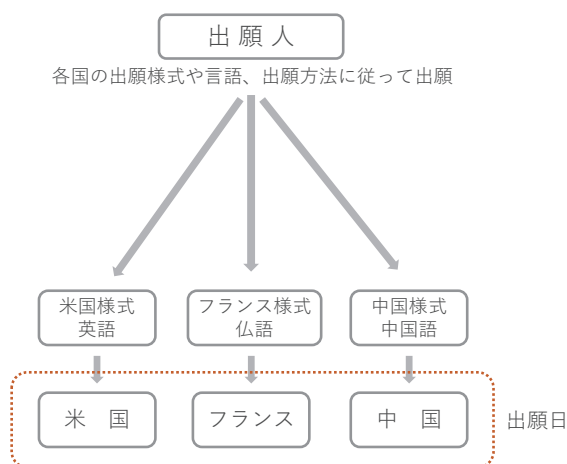 出願人
各国の出願様式や言語、出願方法に従って出願
米国様式
英語
フランス様式
仏語
中国様式
中国語
米　国
フランス
中　国
出願日